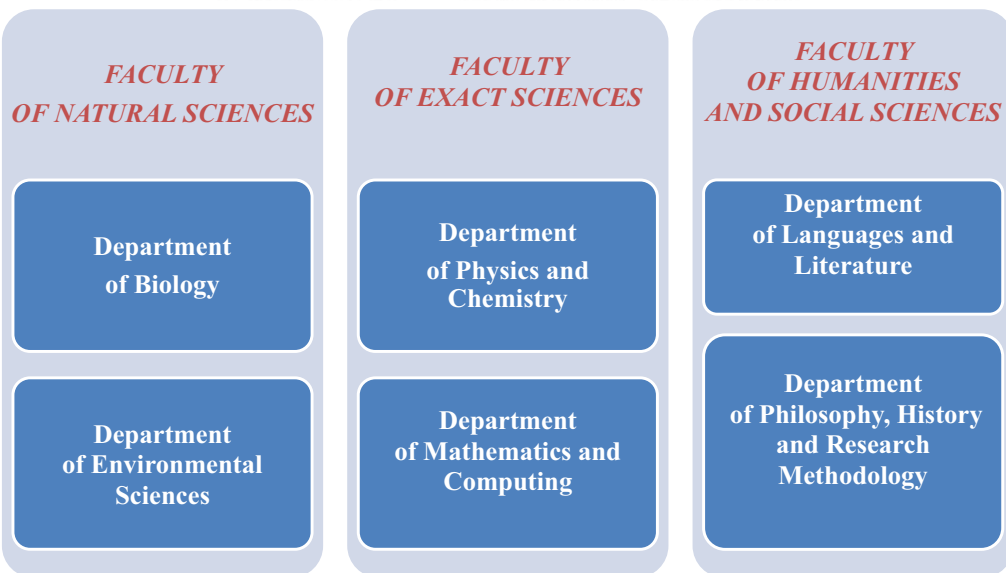 FACULTY
OF NATURAL SCIENCES
Department
of Biology
Department
of Environmental
Sciences
FACULTY
OF EXACT SCIENCES
Department
of Physics and
Chemistry
Department
of Mathematics and
Computing
FACULTY
OF HUMANITIES
AND SOCIAL SCIENCES
Department
of Languages and
Literature
Department
of Philosophy, History
and Research
Methodology